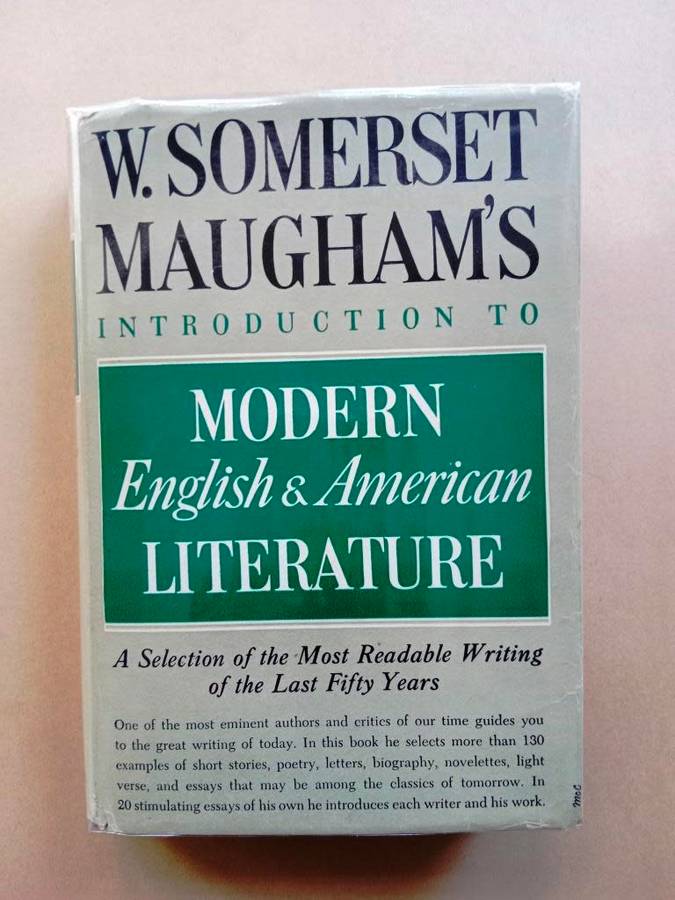 W. SOMERSET
MAUGHAM'S
INTRODUCTION TO
MODERN
English & American
LITERATURE
A Selection of the Most Readable Writing
of the Last Fifty Years
One of the most eminent authors and critics of our time guides you
to the great writing of today. In this book he selects more than 130
examples of short stories, poetry, letters, biography, novelettes, light
verse, and essays that may be among the classics of tomorrow. In
20 stimulating essays of his own he introduces each writer and his work.